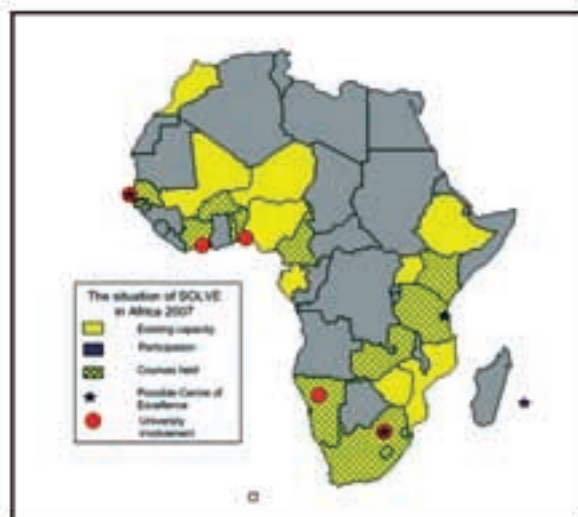 The situation of SOLVE
in Africa 2007
Existing capacity
Participation
Courses held
Possible Centre of
Excellence
University
involvement